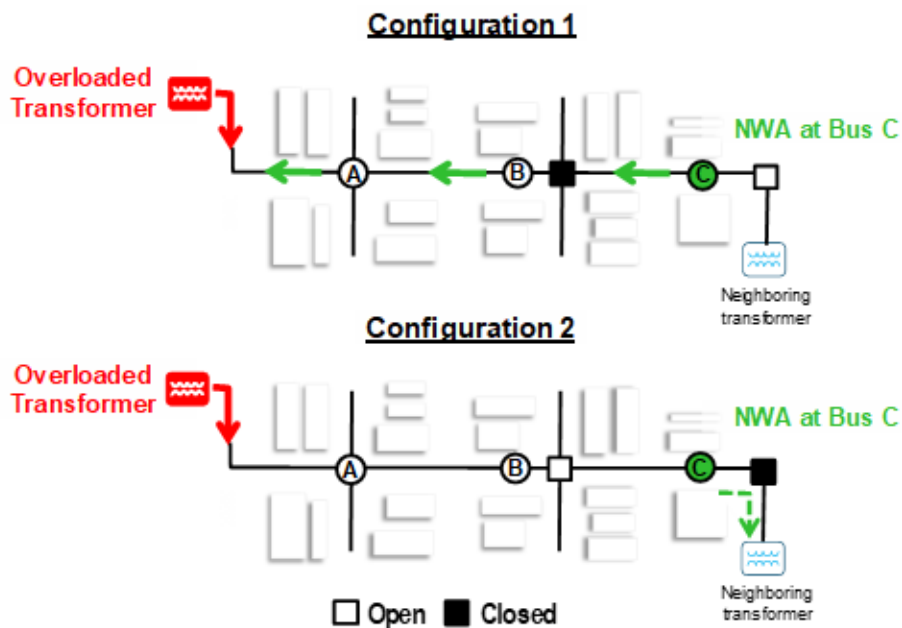 Configuration 1
Overloaded
Transformer
NWA at Bus C
A
B
C
Neighboring
transformer
Configuration 2
Overloaded
Transformer
NWA at Bus C
A
B
C
Neighboring
transformer
Open
Closed